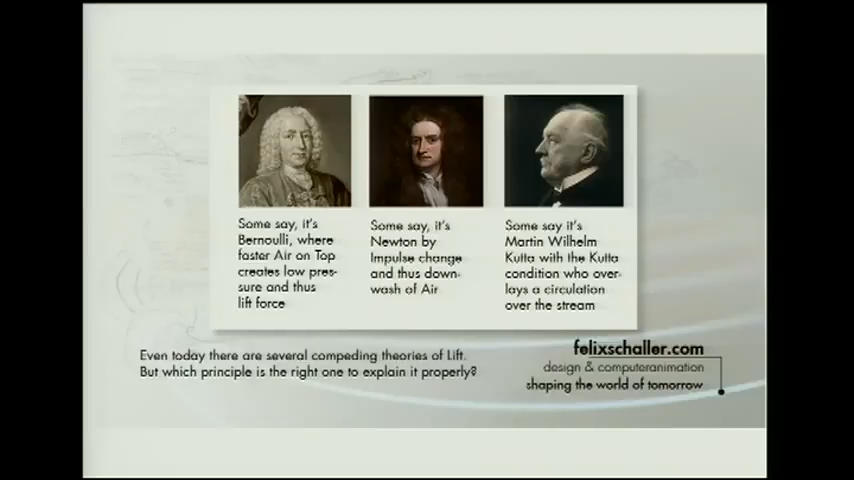 Some say, it's
Bernoulli, where
faster Air on Top
creates low pres-
sure and thus
lift force
Some say, it's
Newton by
Impulse change
and thus down-
wash of Air
Some say it's
Martin Wilhelm
Kutta with the Kutta
condition who over-
lays a circulation
over the stream
Even today there are several compeding theories of Lift.
But which principle is the right one to explain it properly?
felixschaller.com
design & computeranimation
shaping the world of tomorrow